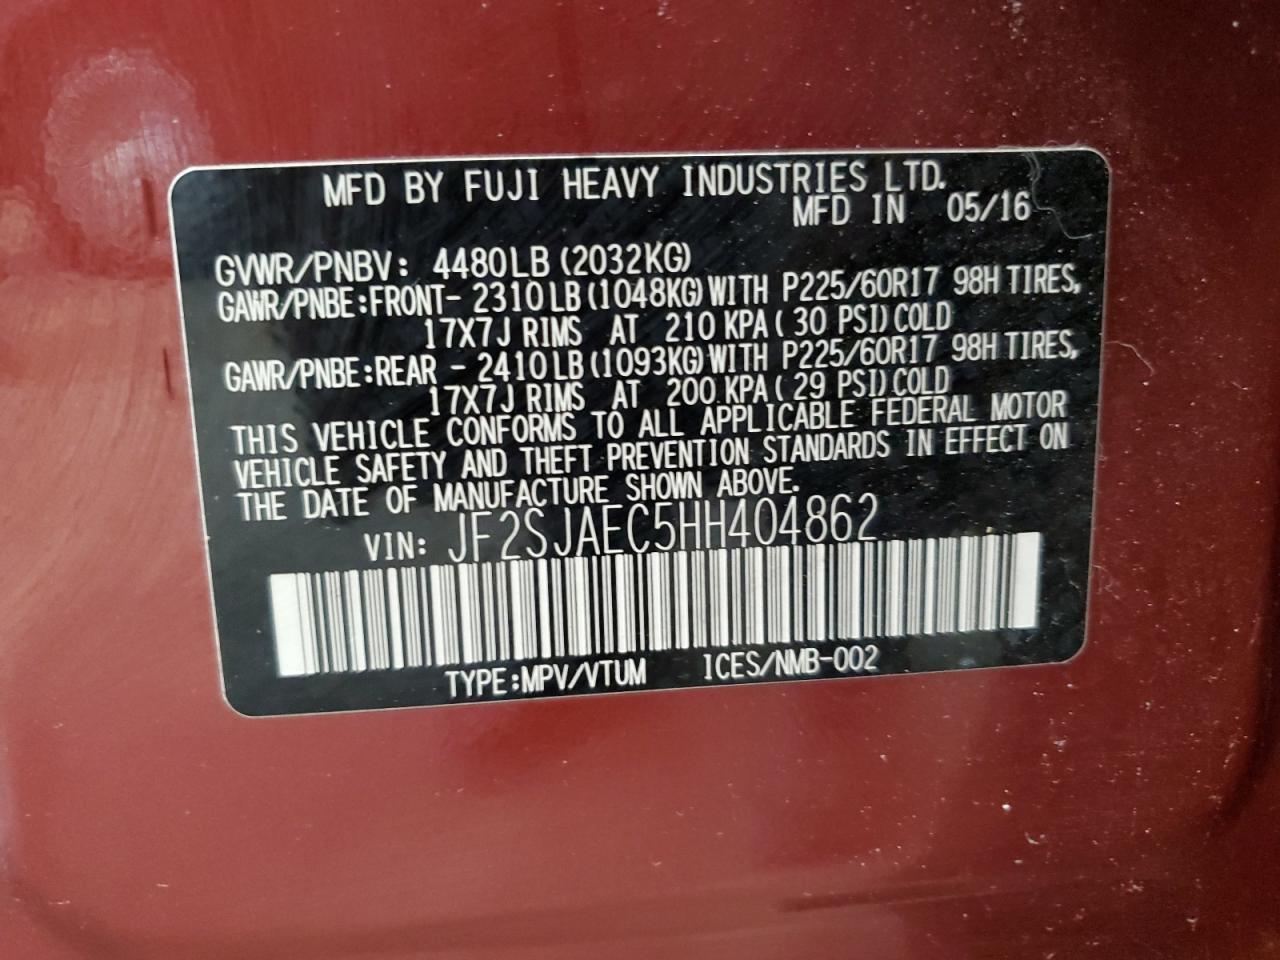 MFD BY FUJI HEAVY INDUSTRIES LTD.
MFD IN 05/16
GVWR/PNBV: 4480LB (2032KG)
GAWR/PNBE:FRONT- 2310LB (1048KG) WITH P225/60R17 98H TIRES,
17X7J RIMS AT 210 KPA ( 30 PSI) COLD
GAWR/PNBE:REAR - 2410LB (1093KG) WITH P225/60R17 98H TIRES,
17X7J RIMS AT 200 KPA ( 29 PSI) COLD
THIS VEHICLE CONFORMS TO ALL APPLICABLE FEDERAL MOTOR
VEHICLE SAFETY AND THEFT PREVENTION STANDARDS IN EFFECT ON
THE DATE OF MANUFACTURE SHOWN ABOVE.
VIN: JF2SJAEC5HH404862
TYPE:MPV/VTUM ICES/NMB-002